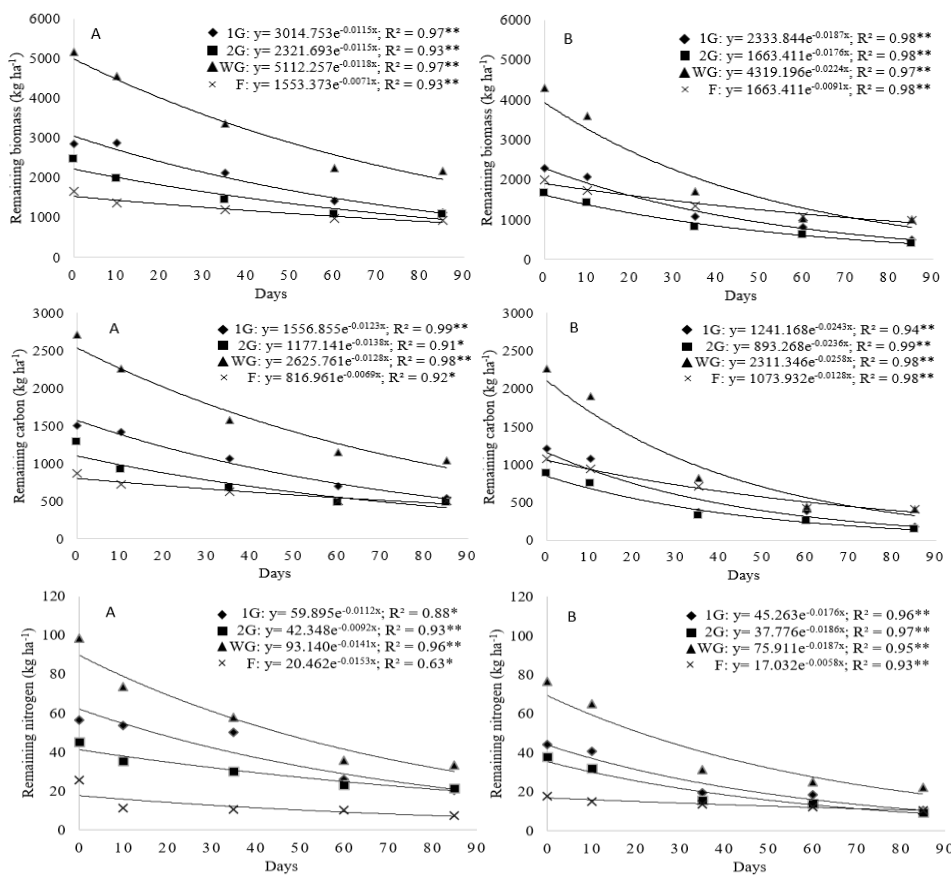 A
1G: y= 3014.753e-0.0115x; R² = 0.97**
2G: y= 2321.693e-0.0115x; R² = 0.93**
WG: y= 5112.257e-0.0118x; R² = 0.97**
F: y= 1553.373e-0.0071x; R² = 0.93**
Remaining biomass (kg ha-1)
6000
5000
4000
3000
2000
1000
0
0 10 20 30 40 50 60 70 80 90
Days
B
1G: y= 2333.844e-0.0187x; R² = 0.98**
2G: y= 1663.411e-0.0176x; R² = 0.98**
WG: y= 4319.196e-0.0224x; R² = 0.97**
F: y= 1663.411e-0.0091x; R² = 0.98**
Remaining biomass (kg ha-1)
6000
5000
4000
3000
2000
1000
0
0 10 20 30 40 50 60 70 80 90
Days
A
1G: y= 1556.855e-0.0123x; R² = 0.99**
2G: y= 1177.141e-0.0138x; R² = 0.91*
WG: y= 2625.761e-0.0128x; R² = 0.98**
F: y= 816.961e-0.0069x; R² = 0.92*
Remaining carbon (kg ha-1)
3000
2500
2000
1500
1000
500
0
0 10 20 30 40 50 60 70 80 90
Days
B
1G: y= 1241.168e-0.0243x; R² = 0.94**
2G: y= 893.268e-0.0236x; R² = 0.99**
WG: y= 2311.346e-0.0258x; R² = 0.98**
F: y= 1073.932e-0.0128x; R² = 0.98**
Remaining carbon (kg ha-1)
3000
2500
2000
1500
1000
500
0
0 10 20 30 40 50 60 70 80 90
Days
A
1G: y= 59.895e-0.0112x; R² = 0.88*
2G: y= 42.348e-0.0092x; R² = 0.93**
WG: y= 93.140e-0.0141x; R² = 0.96**
F: y= 20.462e-0.0153x; R² = 0.63*
Remaining nitrogen (kg ha-1)
120
100
80
60
40
20
0
0 10 20 30 40 50 60 70 80 90
Days
B
1G: y= 45.263e-0.0176x; R² = 0.96**
2G: y= 37.776e-0.0186x; R² = 0.97**
WG: y= 75.911e-0.0187x; R² = 0.95**
F: y= 17.032e-0.0058x; R² = 0.93**
Remaining nitrogen (kg ha-1)
120
100
80
60
40
20
0
0 10 20 30 40 50 60 70 80 90
Days